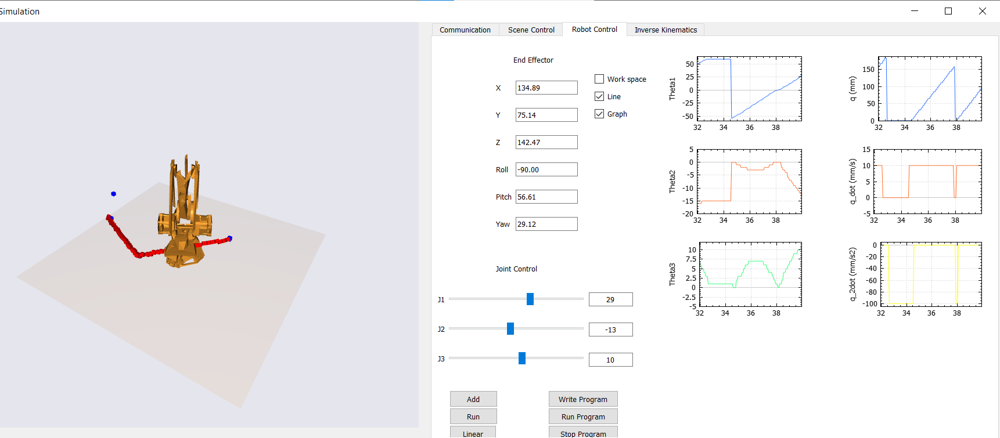 Simulation
Communication
Scene Control
Robot Control
Inverse Kinematics
End Effector
X 134.89
Y 75.14
Z 142.47
Roll -90.00
Pitch 56.61
Yaw 29.12
Work space
Line
Graph
Joint Control
J1 29
J2 -13
J3 10
Add
Write Program
Run
Run Program
Linear
Stop Program
Theta1
50
25
0
-25
-50
32 34 36 38
q (mm)
150
100
50
0
32 34 36 38
Theta2
5
0
-5
-10
-15
-20
32 34 36 38
q_dot (mm/s)
15
10
5
0
-5
32 34 36 38
Theta3
10
7.5
5
2.5
0
-2.5
-5
32 34 36 38
q_2dot (mm/s2)
0
-20
-40
-60
-80
-100
32 34 36 38